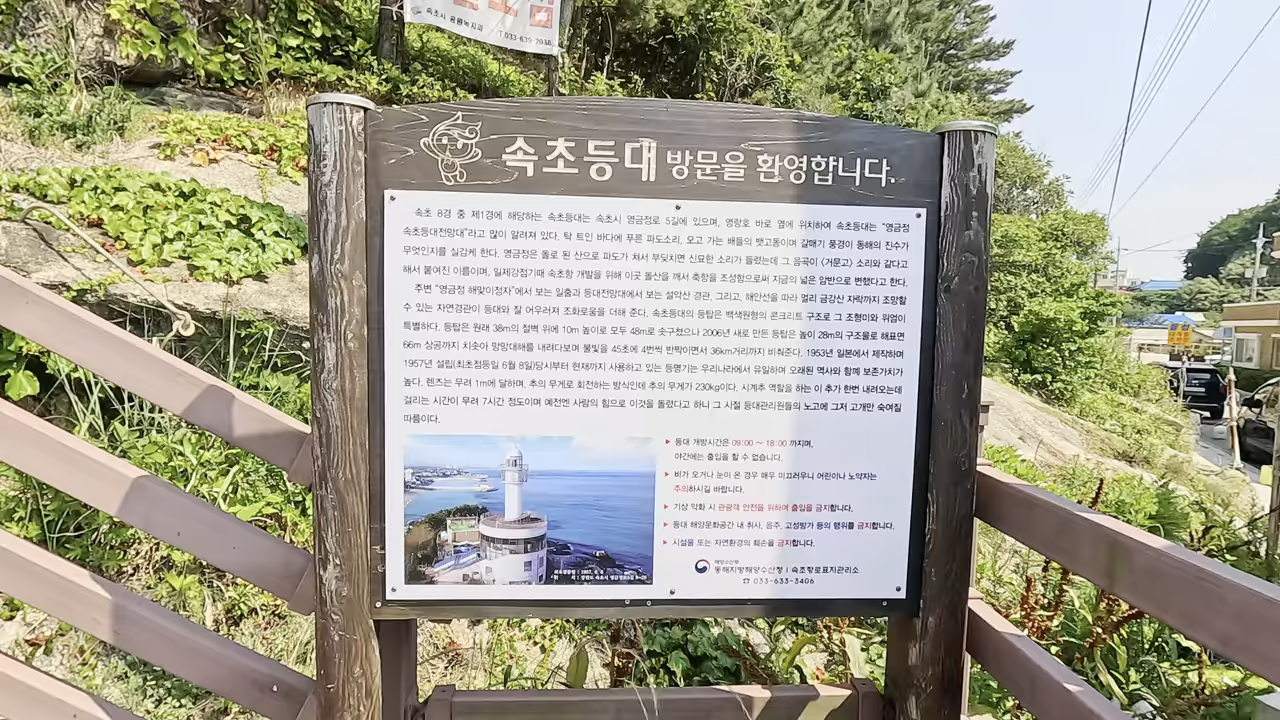 속초시 공원녹지과 T033-639-2038
속초등대 방문을 환영합니다.
속초 8경 중 제1경에 해당하는 속초등대는 속초시 영금정로 5길에 있으며, 영랑호 바로 옆에 위치하여 속초등대는 "영금정
속초등대전망대"라고 많이 알려져 있다. 탁 트인 바다에 푸른 파도소리, 오고 가는 배들의 뱃고동이며 갈매기 풍경이 동해의 진수가
무엇인지를 실감케 한다. 영금정은 돌로 된 산으로 파도가 쳐서 부딪치면 신묘한 소리가 들렸는데 그 음곡이 <거문고> 소리와 같다고
해서 붙여진 이름이며, 일제강점기때 속초항 개발을 위해 이곳 돌산을 깨서 축항을 조성함으로써 지금의 넓은 암반으로 변했다고 한다.
주변 "영금정 해맞이정자"에서 보는 일출과 등대전망대에서 보는 설악산 경관, 그리고, 해안선을 따라 멀리 금강산 자락까지 조망할
수 있는 자연경관이 등대와 잘 어우러져 조화로움을 더해 준다. 속초등대의 등탑은 백색원형의 콘크리트 구조로 그 조형미와 위엄이
특별하다. 등탑은 원래 38m의 절벽 위에 10m 높이로 모두 48m로 솟구쳤으나 2006년 새로 만든 등탑은 높이 28m의 구조물로 해표면
66m 상공까지 치솟아 망망대해를 내려다보며 불빛을 45초에 4번씩 반짝이면서 36km거리까지 비춰준다. 1953년 일본에서 제작하여
1957년 설립(최초점등일 6월 8일)당시부터 현재까지 사용하고 있는 등명기는 우리나라에서 유일하며 오래된 역사와 함께 보존가치가
높다. 렌즈는 무려 1m에 달하며, 추의 무게로 회전하는 방식인데 추의 무게가 230kg이다. 시계추 역할을 하는 이 추가 한번 내려오는데
걸리는 시간이 무려 7시간 정도이며 예전엔 사람의 힘으로 이것을 돌렸다고 하니 그 시절 등대관리원들의 노고에 그저 고개만 숙여질
따름이다.
▶ 등대 개방시간은 09:00 ~ 18:00 까지며,
야간에는 출입을 할 수 없습니다.
▶ 비가 오거나 눈이 온 경우 매우 미끄러우니 어린이나 노약자는
주의하시길 바랍니다.
▶ 기상 악화 시 관광객 안전을 위하여 출입을 금지합니다.
▶ 등대 해양문화공간 내 취사, 음주, 고성방가 등의 행위를 금지합니다.
▶ 시설물 또는 자연환경의 훼손을 금지합니다.
해양수산부
동해지방해양수산청 | 속초항로표지관리소
☎ 033-633-3406